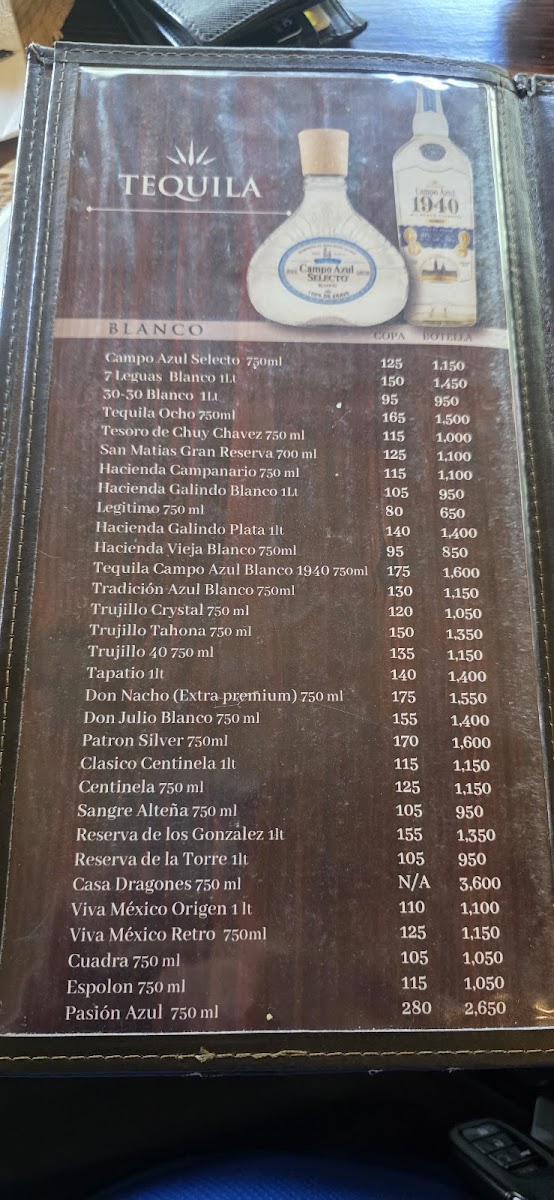 TEQUILA
Campo Azul
SELECTO
Campo Azul
1940
BLANCO COPA BOTELLA
Campo Azul Selecto 750ml 125 1,150
7 Leguas Blanco 1Lt 150 1,450
30-30 Blanco 1Lt 95 950
Tequila Ocho 750ml 165 1,500
Tesoro de Chuy Chavez 750 ml 115 1,000
San Matias Gran Reserva 700 ml 125 1,100
Hacienda Campanario 750 ml 115 1,100
Hacienda Galindo Blanco 1Lt 105 950
Legitimo 750 ml 80 650
Hacienda Galindo Plata 1lt 140 1,400
Hacienda Vieja Blanco 750ml 95 850
Tequila Campo Azul Blanco 1940 750ml 175 1,600
Tradición Azul Blanco 750ml 130 1,150
Trujillo Crystal 750 ml 120 1,050
Trujillo Tahona 750 ml 150 1,350
Trujillo 40 750 ml 135 1,150
Tapatio 1lt 140 1,400
Don Nacho (Extra premium) 750 ml 175 1,550
Don Julio Blanco 750 ml 155 1,400
Patron Silver 750ml 170 1,600
Clasico Centinela 1lt 115 1,150
Centinela 750 ml 125 1,150
Sangre Alteña 750 ml 105 950
Reserva de los González 1lt 155 1,350
Reserva de la Torre 1lt 105 950
Casa Dragones 750 ml N/A 3,600
Viva México Origen 1 lt 110 1,100
Viva México Retro 750ml 125 1,150
Cuadra 750 ml 105 1,050
Espolon 750 ml 115 1,050
Pasión Azul 750 ml 280 2,650